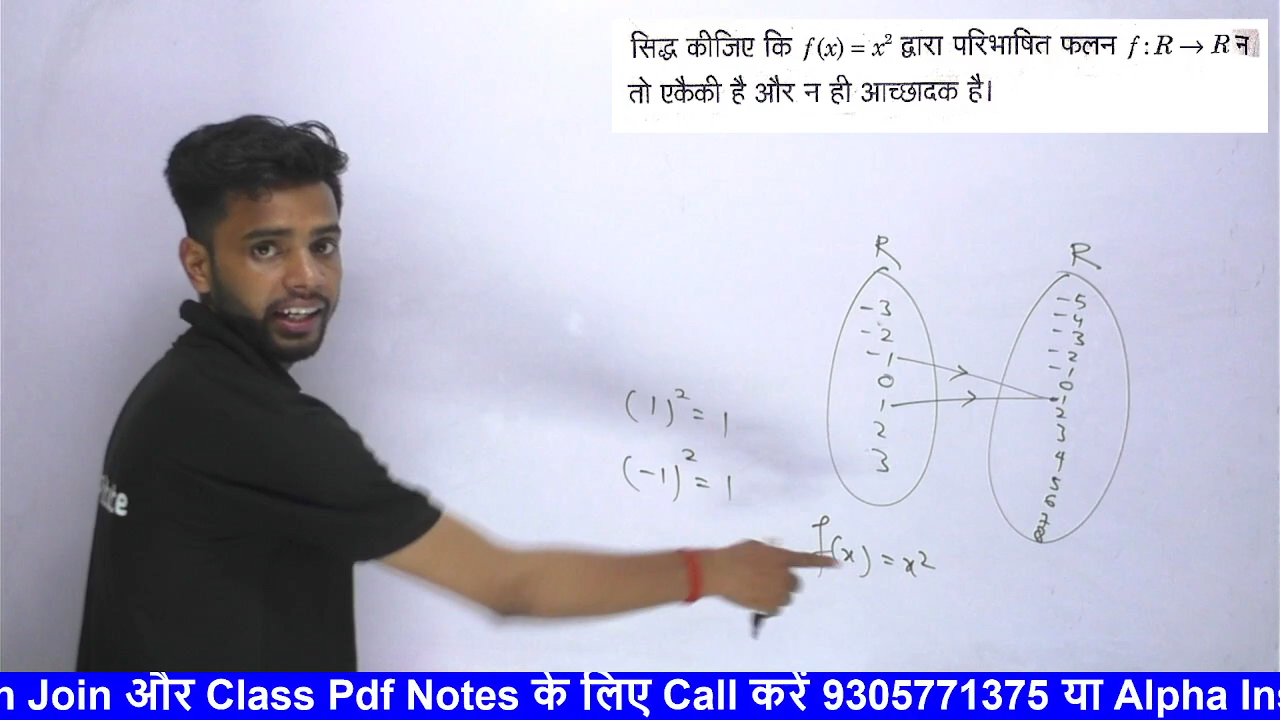 सिद्ध कीजिए कि f(x) = x² द्वारा परिभाषित फलन f : R → R न
तो एकैकी है और न ही आच्छादक है।
R
R
-3
-2
-1
0
1
2
3
-5
-4
-3
-2
-1
0
1
2
3
4
5
6
7
8
(1)² = 1
(-1)² = 1
f(x) = x²
n Join और Class Pdf Notes के लिए Call करें 9305771375 या Alpha Ins